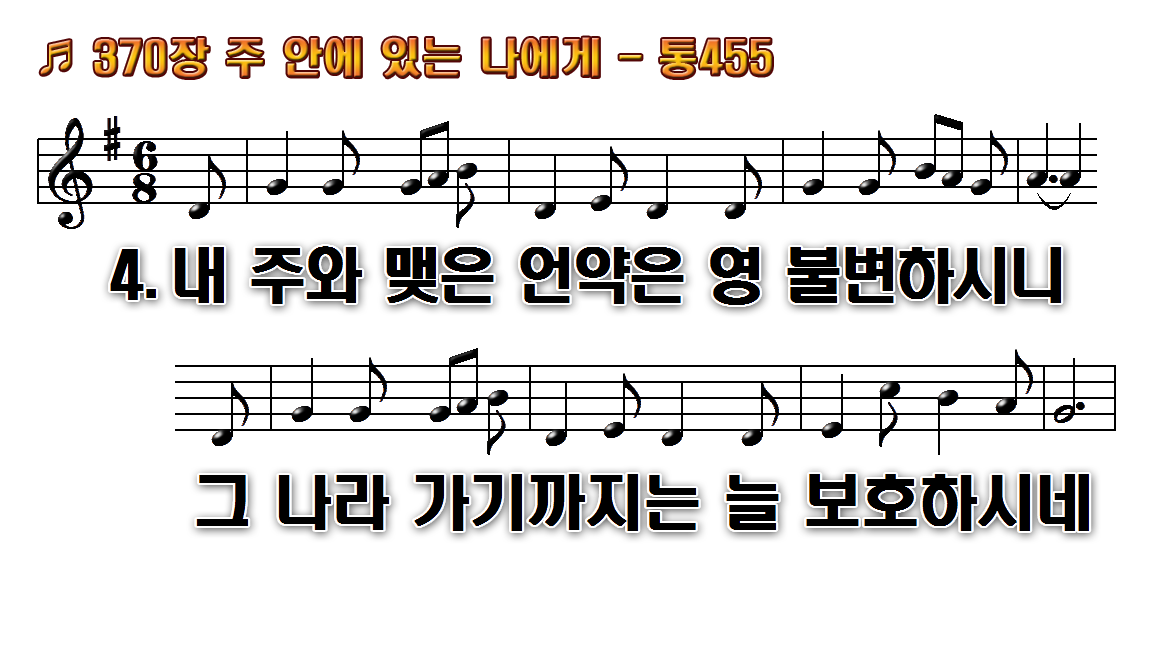 ♬ 370장 주 안에 있는 나에게 - 통455
6
8
4. 내 주와 맺은 언약은 영 불변하시니
그 나라 가기까지는 늘 보호하시네